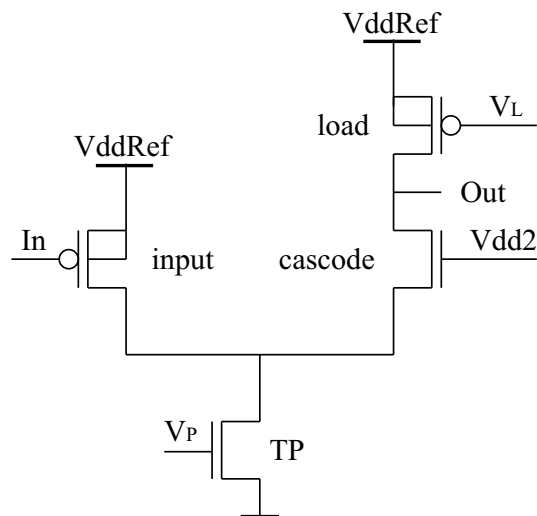 VddRef
load
VL
VddRef
Out
In
input
cascode
Vdd2
VP
TP